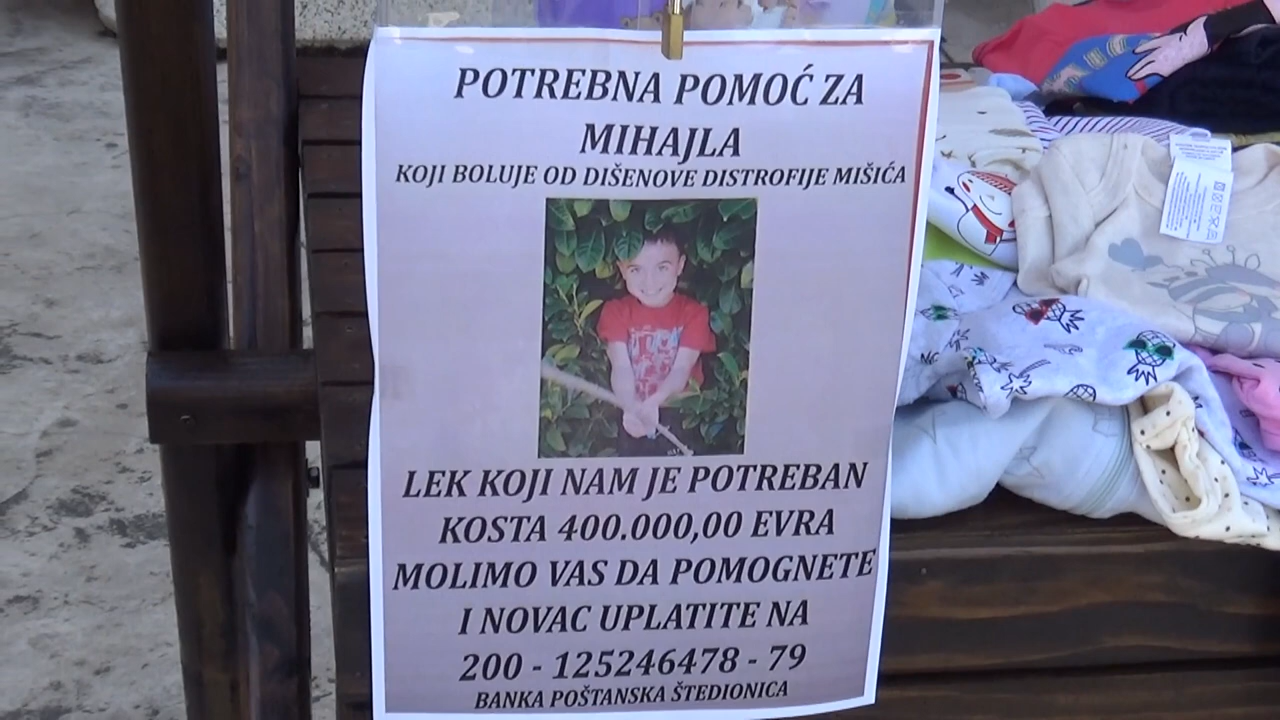 POTREBNA POMOĆ ZA
MIHAJLA
KOJI BOLUJE OD DIŠENOVE DISTROFIJE MIŠIĆA
LEK KOJI NAM JE POTREBAN
KOSTA 400.000,00 EVRA
MOLIMO VAS DA POMOGNETE
I NOVAC UPLATITE NA
200 - 125246478 - 79
BANKA POŠTANSKA ŠTEDIONICA